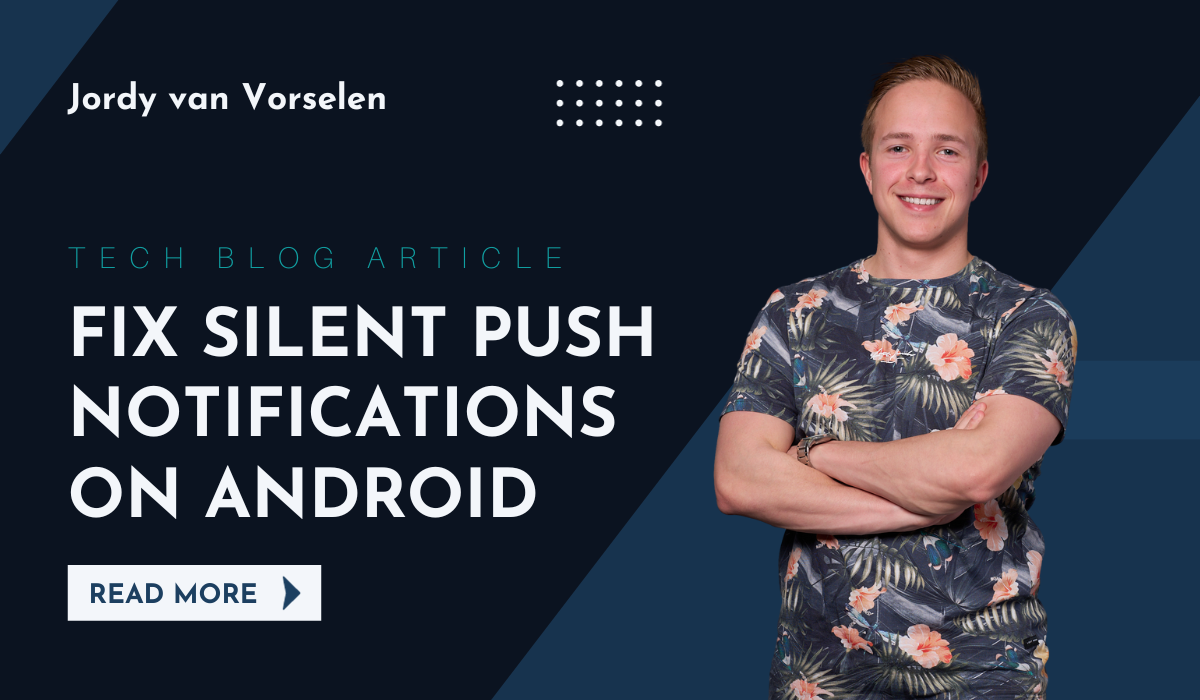 Jordy van Vorselen
TECH BLOG ARTICLE
FIX SILENT PUSH
NOTIFICATIONS
ON ANDROID
READ MORE